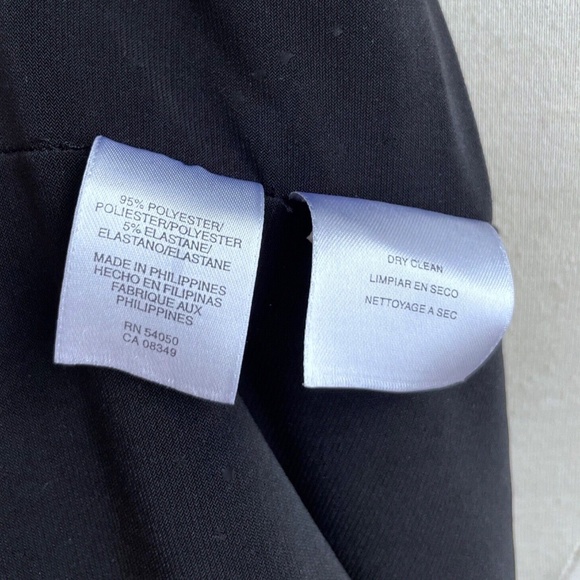 95% POLYESTER/
POLIESTER/POLYESTER
5% ELASTANE/
ELASTANO/ELASTANE
MADE IN PHILIPPINES
HECHO EN FILIPINAS
FABRIQUE AUX
PHILIPPINES
RN 54050
CA 08349
DRY CLEAN
LIMPIAR EN SECO
NETTOYAGE A SEC